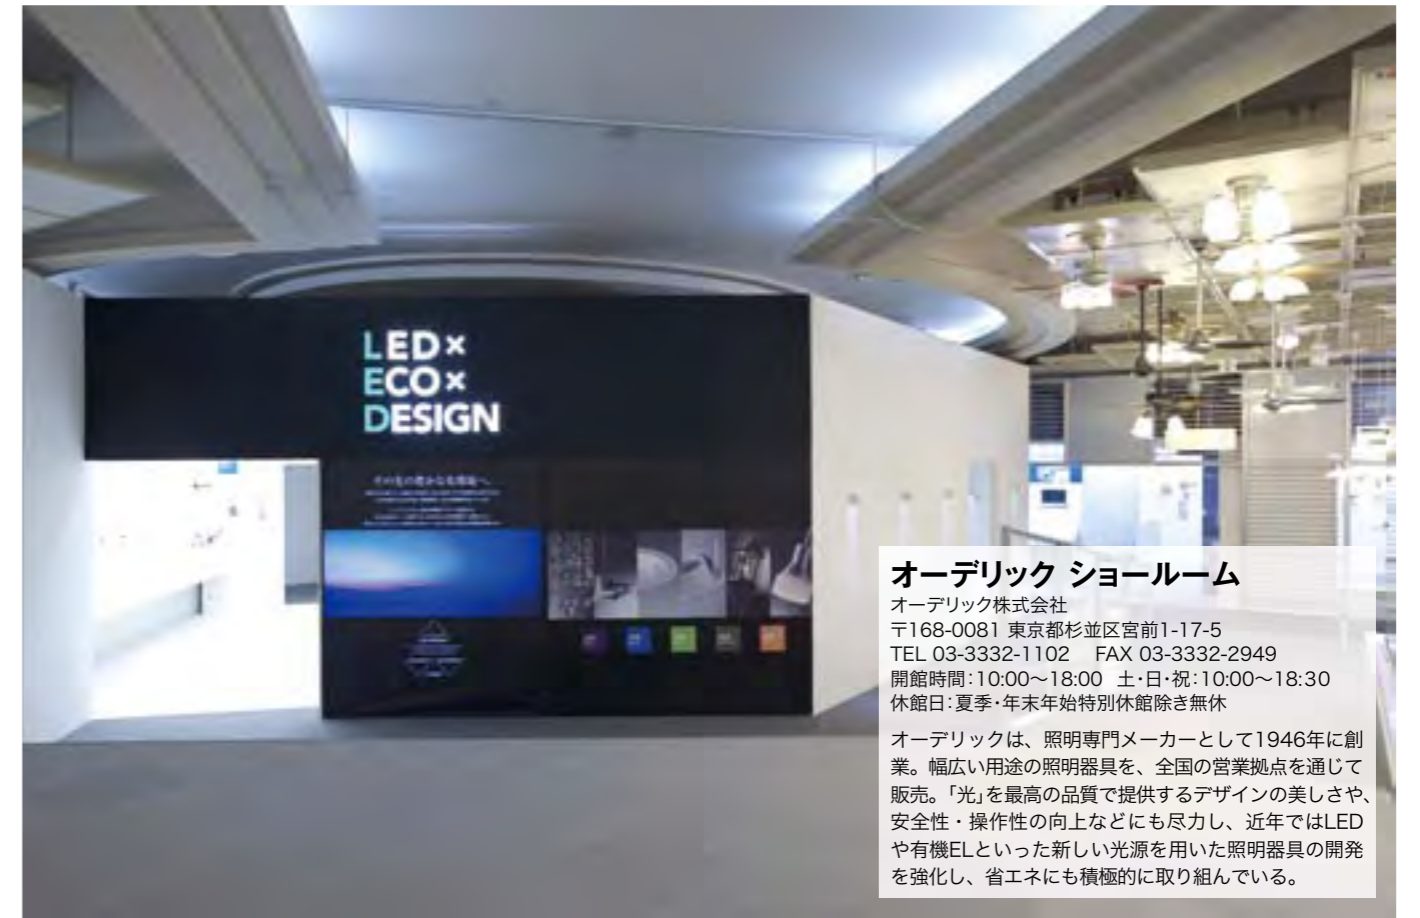 LED×
ECO×
DESIGN
その先の豊かな光環境へ。
オーデリック ショールーム
オーデリック株式会社
〒168-0081 東京都杉並区宮前1-17-5
TEL 03-3332-1102　FAX 03-3332-2949
開館時間：10:00〜18:00　土・日・祝：10:00〜18:30
休館日：夏季・年末年始特別休館除き無休
オーデリックは、照明専門メーカーとして1946年に創
業。幅広い用途の照明器具を、全国の営業拠点を通じて
販売。「光」を最高の品質で提供するデザインの美しさや、
安全性・操作性の向上などにも尽力し、近年ではLED
や有機ELといった新しい光源を用いた照明器具の開発
を強化し、省エネにも積極的に取り組んでいる。